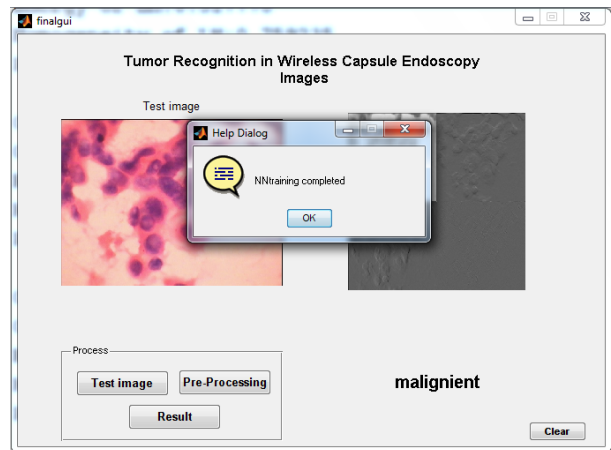 finalgui
Tumor Recognition in Wireless Capsule Endoscopy
Images
Test image
Help Dialog
NNtraining completed
OK
Process
Test image
Pre-Processing
Result
malignient
Clear